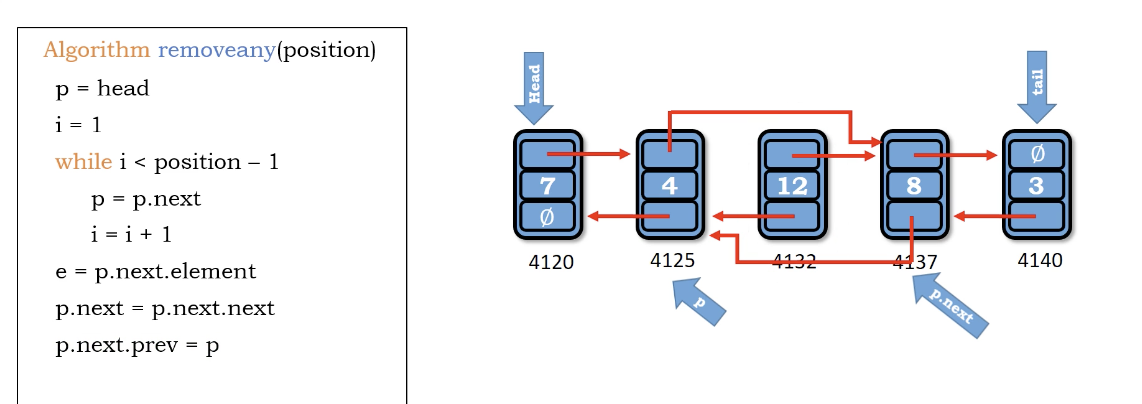 Algorithm removeany(position)
p = head
i = 1
while i < position – 1
p = p.next
i = i + 1
e = p.next.element
p.next = p.next.next
p.next.prev = p
Head
tail
Ø
7
4
12
8
3
Ø
4120
4125
4132
4137
4140
p
p.next